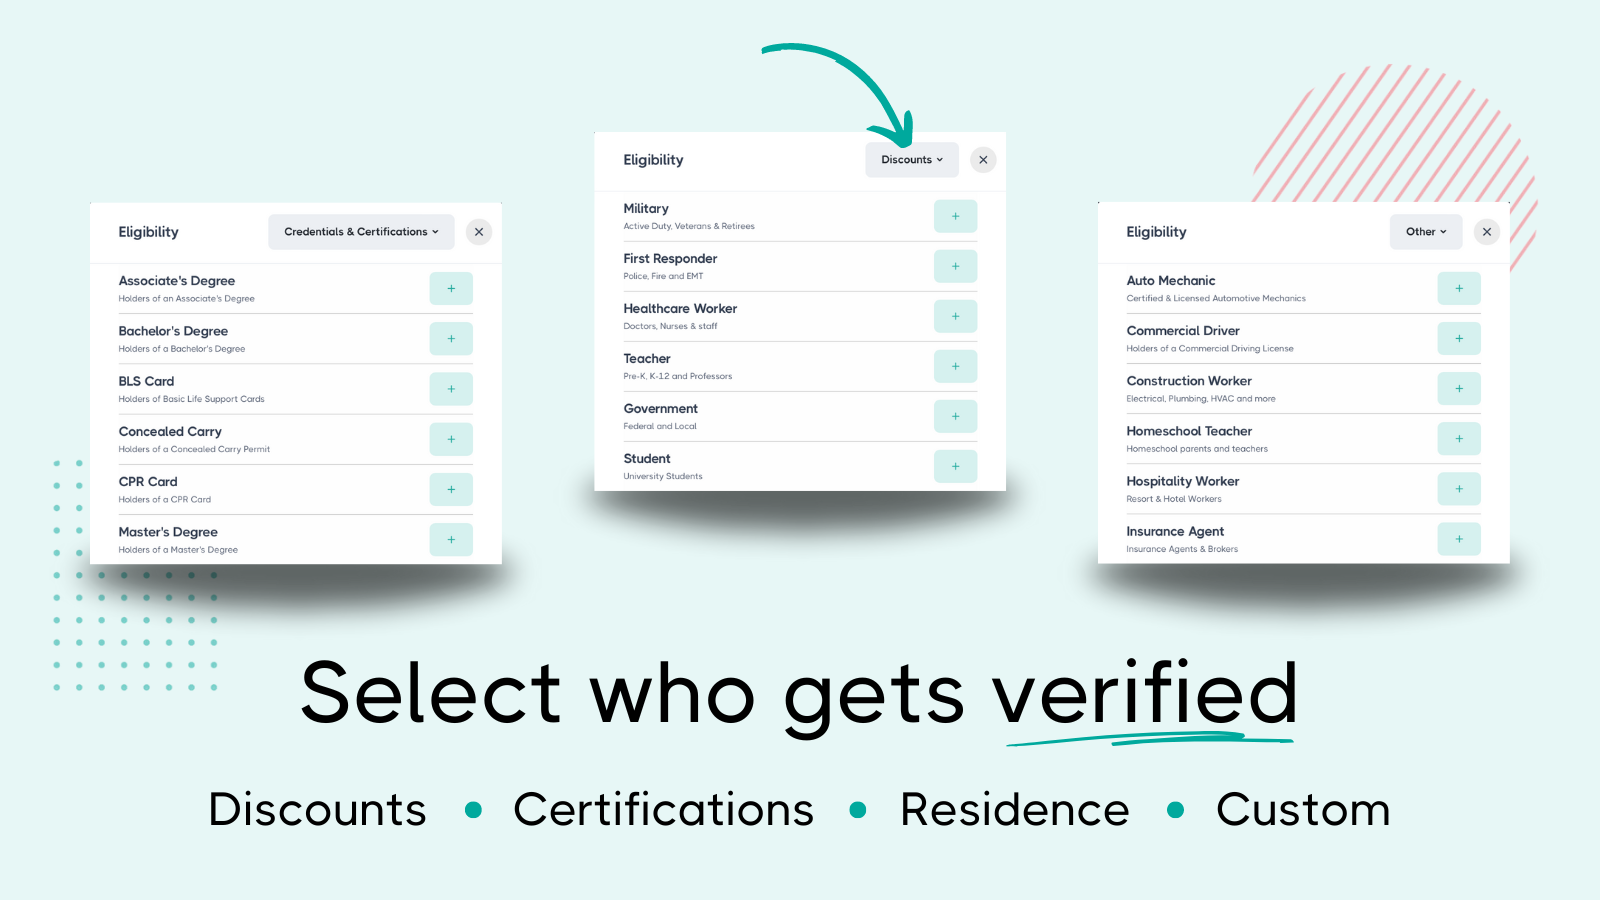 Eligibility
Credentials & Certifications
Associate's Degree
+
Holders of an Associate's Degree
Bachelor's Degree
+
Holders of a Bachelor's Degree
BLS Card
+
Holders of Basic Life Support Cards
Concealed Carry
+
Holders of a Concealed Carry Permit
CPR Card
+
Holders of a CPR Card
Master's Degree
+
Holders of a Master's Degree
Eligibility
Discounts
Military
+
Active Duty, Veterans & Retirees
First Responder
+
Police, Fire and EMT
Healthcare Worker
+
Doctors, Nurses & staff
Teacher
+
Pre-K, K-12 and Professors
Government
+
Federal and Local
Student
+
University Students
Eligibility
Other
Auto Mechanic
+
Certified & Licensed Automotive Mechanics
Commercial Driver
+
Holders of a Commercial Driving License
Construction Worker
+
Electrical, Plumbing, HVAC and more
Homeschool Teacher
+
Homeschool parents and teachers
Hospitality Worker
+
Resort & Hotel Workers
Insurance Agent
+
Insurance Agents & Brokers
Select who gets verified
Discounts • Certifications • Residence • Custom